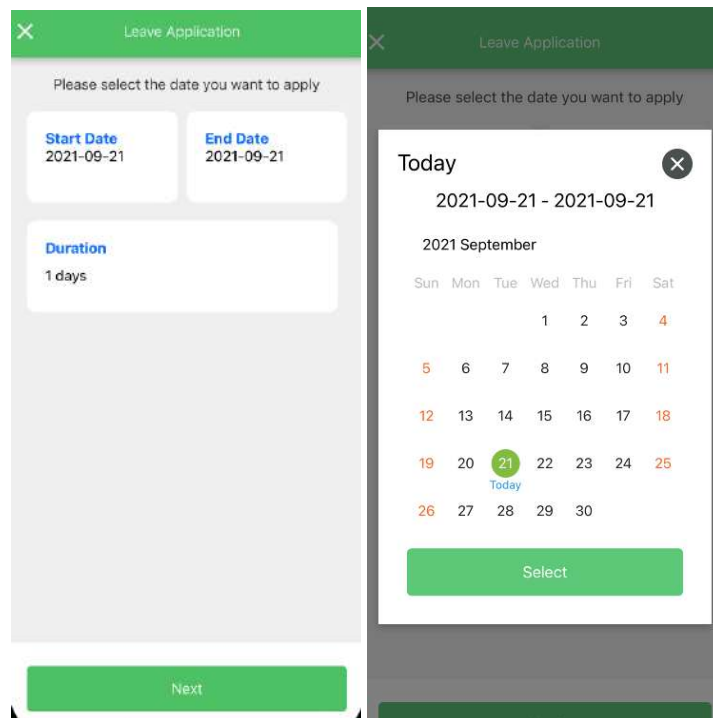 Leave Application
Please select the date you want to apply
Start Date
2021-09-21
End Date
2021-09-21
Duration
1 days
Next
Leave Application
Please select the date you want to apply
Today
2021-09-21 - 2021-09-21
2021 September
Sun Mon Tue Wed Thu Fri Sat
1 2 3 4
5 6 7 8 9 10 11
12 13 14 15 16 17 18
19 20 21 22 23 24 25
Today
26 27 28 29 30
Select